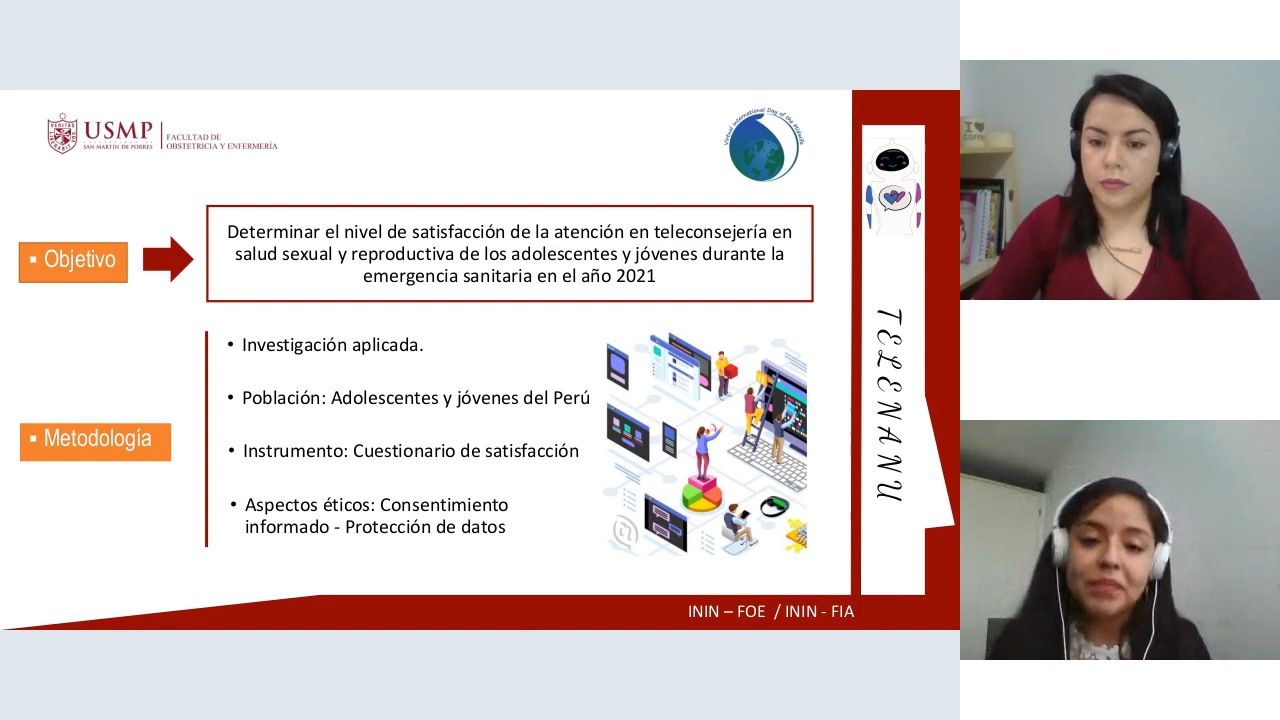 USMP
SAN MARTIN DE PORRES
FACULTAD DE
OBSTETRICIA Y ENFERMERÍA
VERITAS
Virtual International Day of the Midwife
▪ Objetivo
Determinar el nivel de satisfacción de la atención en teleconsejería en
salud sexual y reproductiva de los adolescentes y jóvenes durante la
emergencia sanitaria en el año 2021
▪ Metodología
• Investigación aplicada.
• Población: Adolescentes y jóvenes del Perú
• Instrumento: Cuestionario de satisfacción
• Aspectos éticos: Consentimiento
informado - Protección de datos
TELENANU
ININ – FOE / ININ - FIA
I ♥
COFFEE